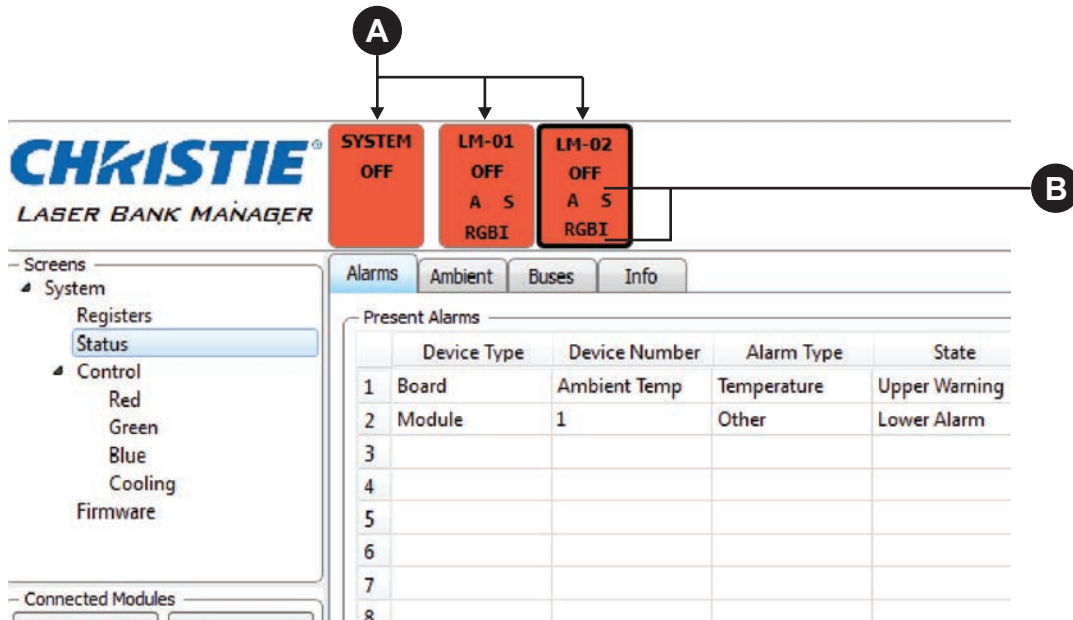 A
CHRISTIE®
LASER BANK MANAGER
SYSTEM
OFF
LM-01
OFF
A S
RGBI
LM-02
OFF
A S
RGBI
B
Screens
System
Registers
Status
Control
Red
Green
Blue
Cooling
Firmware
Connected Modules
Alarms Ambient Buses Info
Present Alarms
Device Type Device Number Alarm Type State
1 Board Ambient Temp Temperature Upper Warning
2 Module 1 Other Lower Alarm
3
4
5
6
7
8